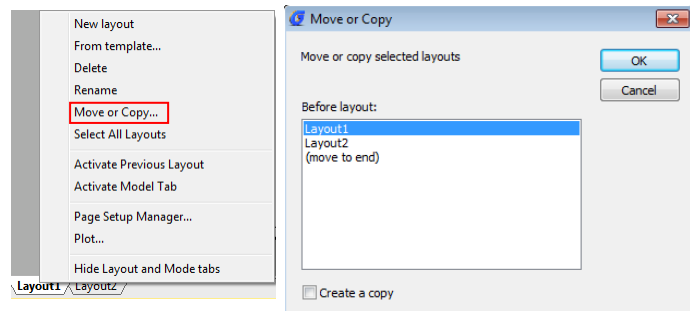 New layout
From template...
Delete
Rename
Move or Copy...
Select All Layouts
Activate Previous Layout
Activate Model Tab
Page Setup Manager...
Plot...
Hide Layout and Mode tabs
Layout1 Layout2
Move or Copy
Move or copy selected layouts
OK
Cancel
Before layout:
Layout1
Layout2
(move to end)
Create a copy